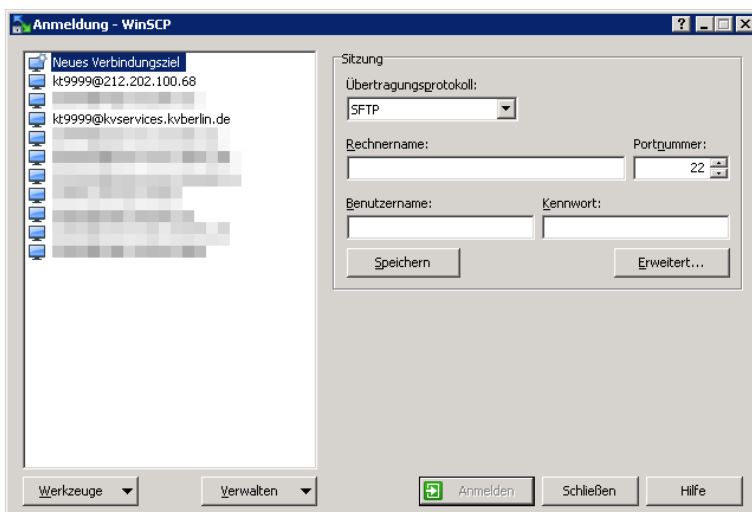 Anmeldung - WinSCP
Neues Verbindungsziel
kt9999@212.202.100.68
kt9999@kvservices.kvberlin.de
Sitzung
Übertragungsprotokoll:
SFTP
Rechnername:
Portnummer:
22
Benutzername:
Kennwort:
Speichern
Erweitert...
Werkzeuge
Verwalten
Anmelden
Schließen
Hilfe